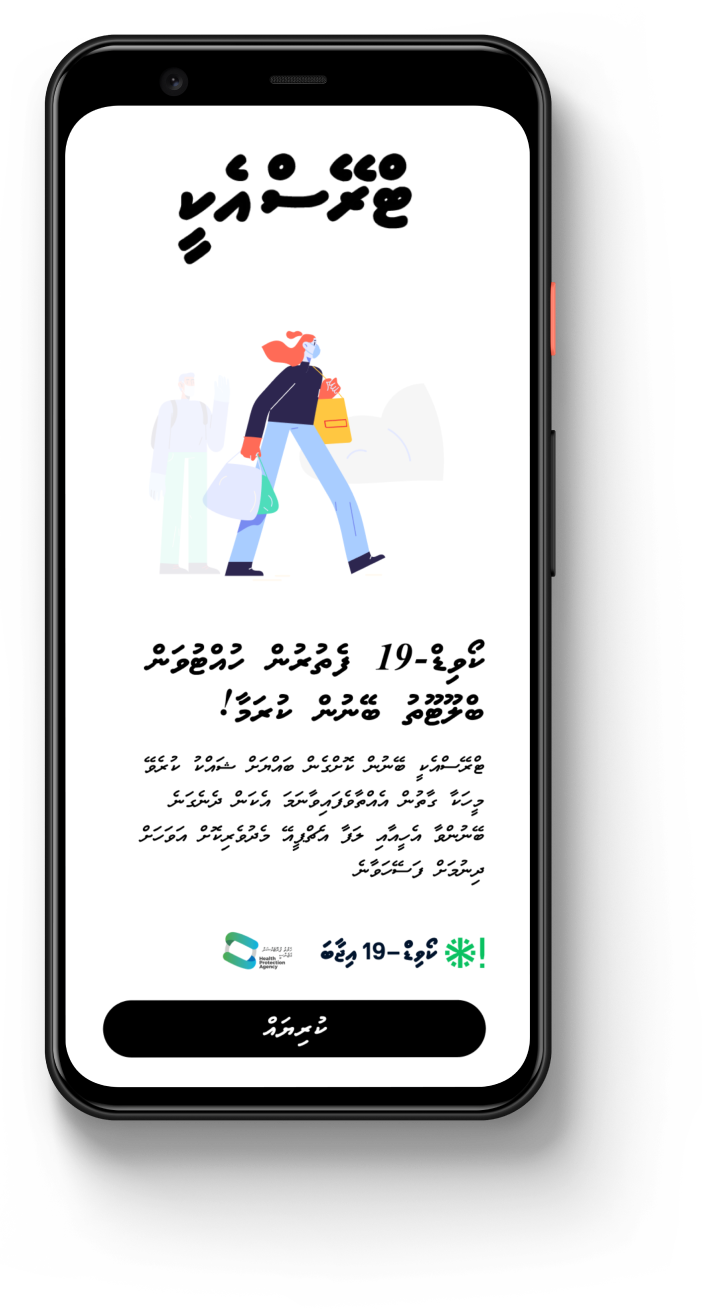 ޓްރޭސްއެކީ
ކޯވިޑް-19 ފެތުރުން ހުއްޓުވަން
ބްލޫޓޫތު ބޭނުން ކުރަމާ!
ޓްރޭސްއެކީ ބޭނުން ކޮށްގެން ބައްޔަށް ޝައްކު ކުރެވޭ
މީހަކާ ގާތުން އެއްތާވެފައިވާނަމަ އެކަން ދެނެގަނެ
ބޭނުންވާ އެހީއާއި ލަފާ އެޗްޕީއޭ މެދުވެރިކޮށް އަވަހަށް
ދިނުމަށް ފަސޭހަވާނެ
ކޯވިޑް–19 އިޖާބަ
Health
Protection
Agency
ކުރިޔައް